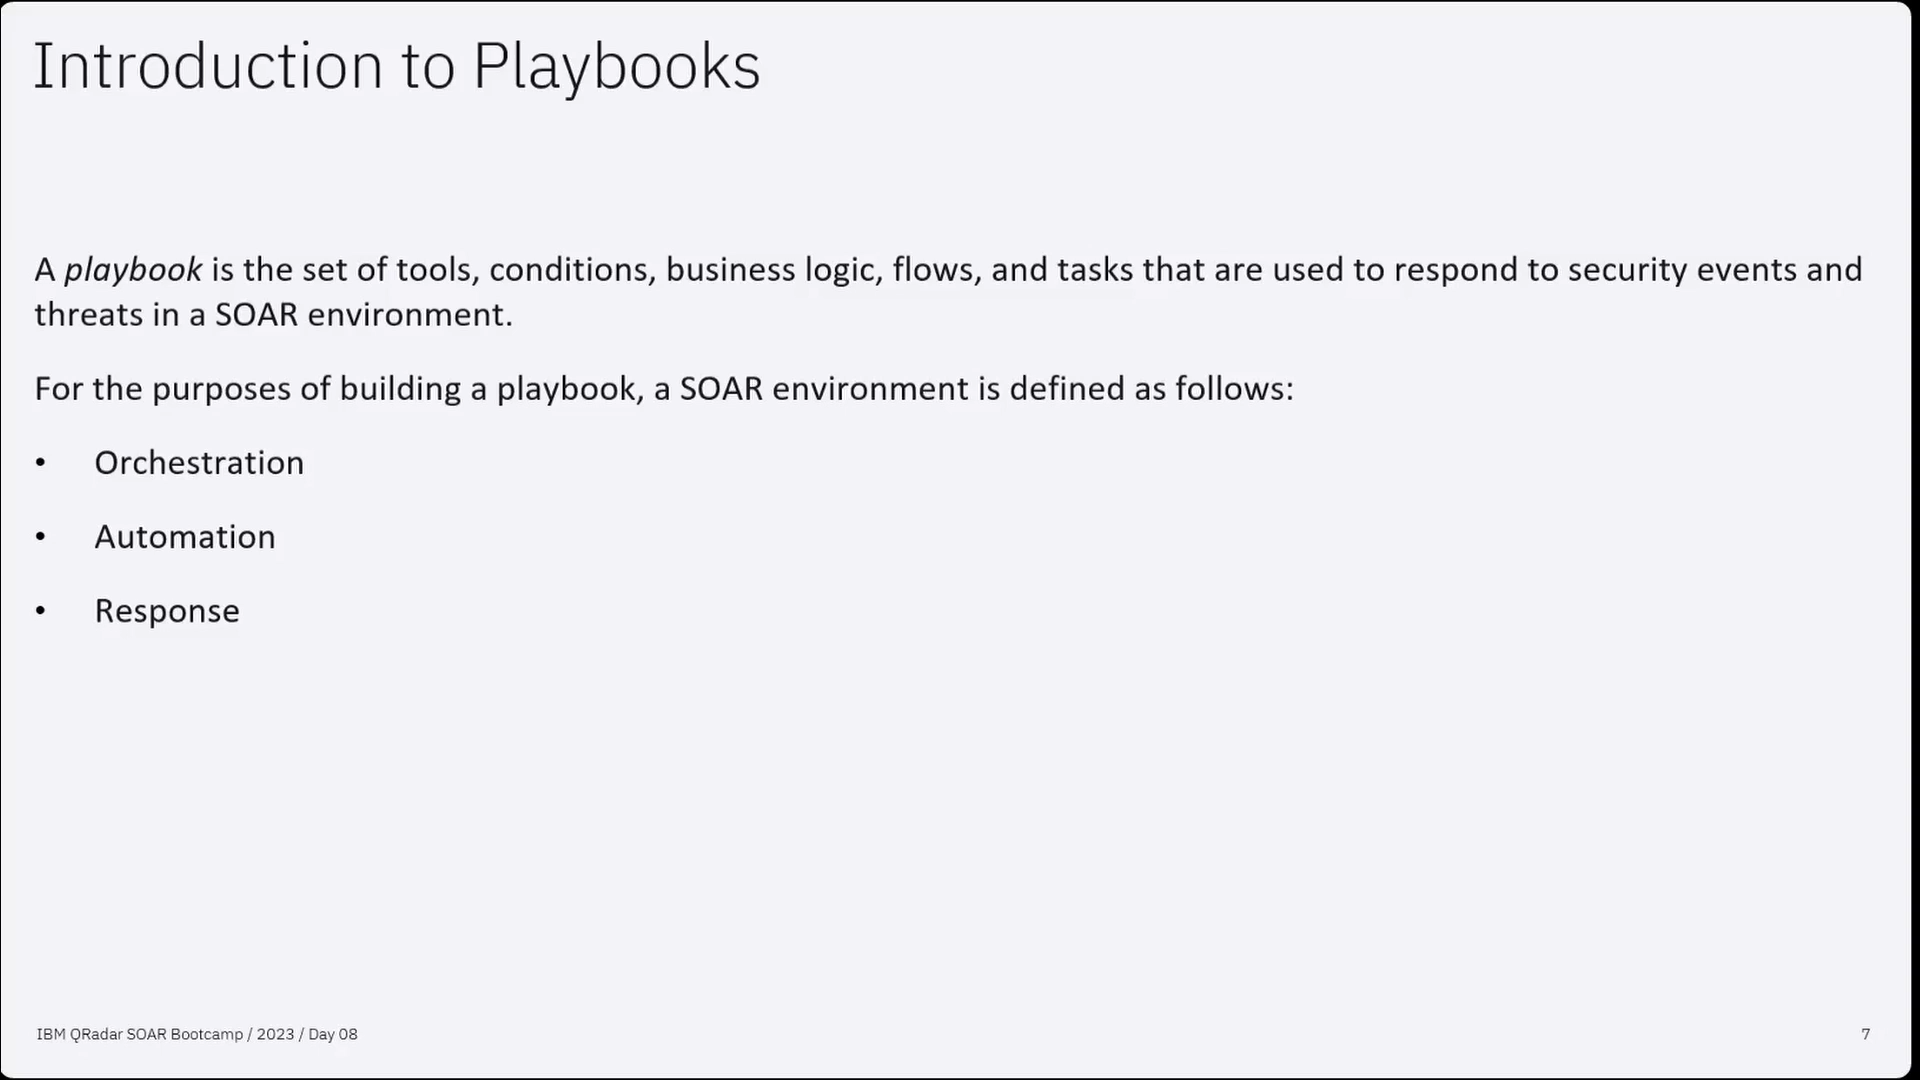 Introduction to Playbooks
A playbook is the set of tools, conditions, business logic, flows, and tasks that are used to respond to security events and
threats in a SOAR environment.
For the purposes of building a playbook, a SOAR environment is defined as follows:
• Orchestration
• Automation
• Response
IBM QRadar SOAR Bootcamp / 2023 / Day 08
7